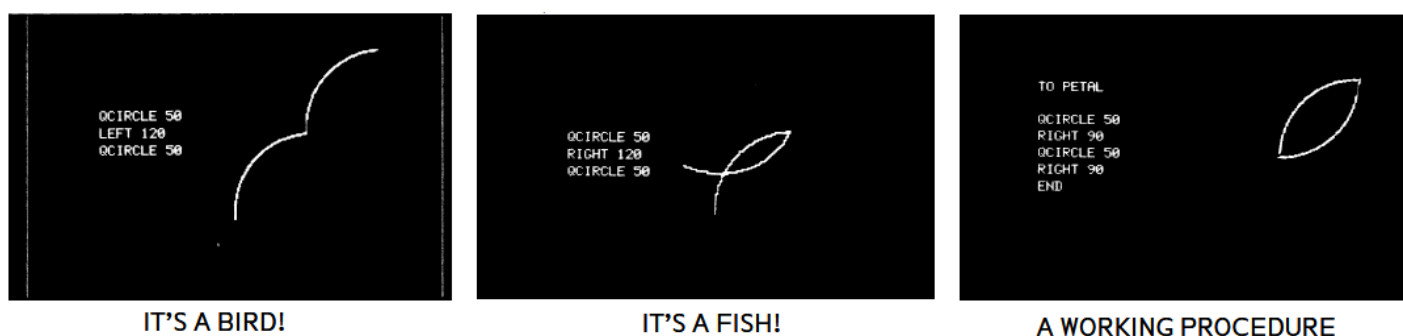 QCIRCLE 50
LEFT 120
QCIRCLE 50
IT'S A BIRD!
QCIRCLE 50
RIGHT 120
QCIRCLE 50
IT'S A FISH!
TO PETAL
QCIRCLE 50
RIGHT 90
QCIRCLE 50
RIGHT 90
END
A WORKING PROCEDURE